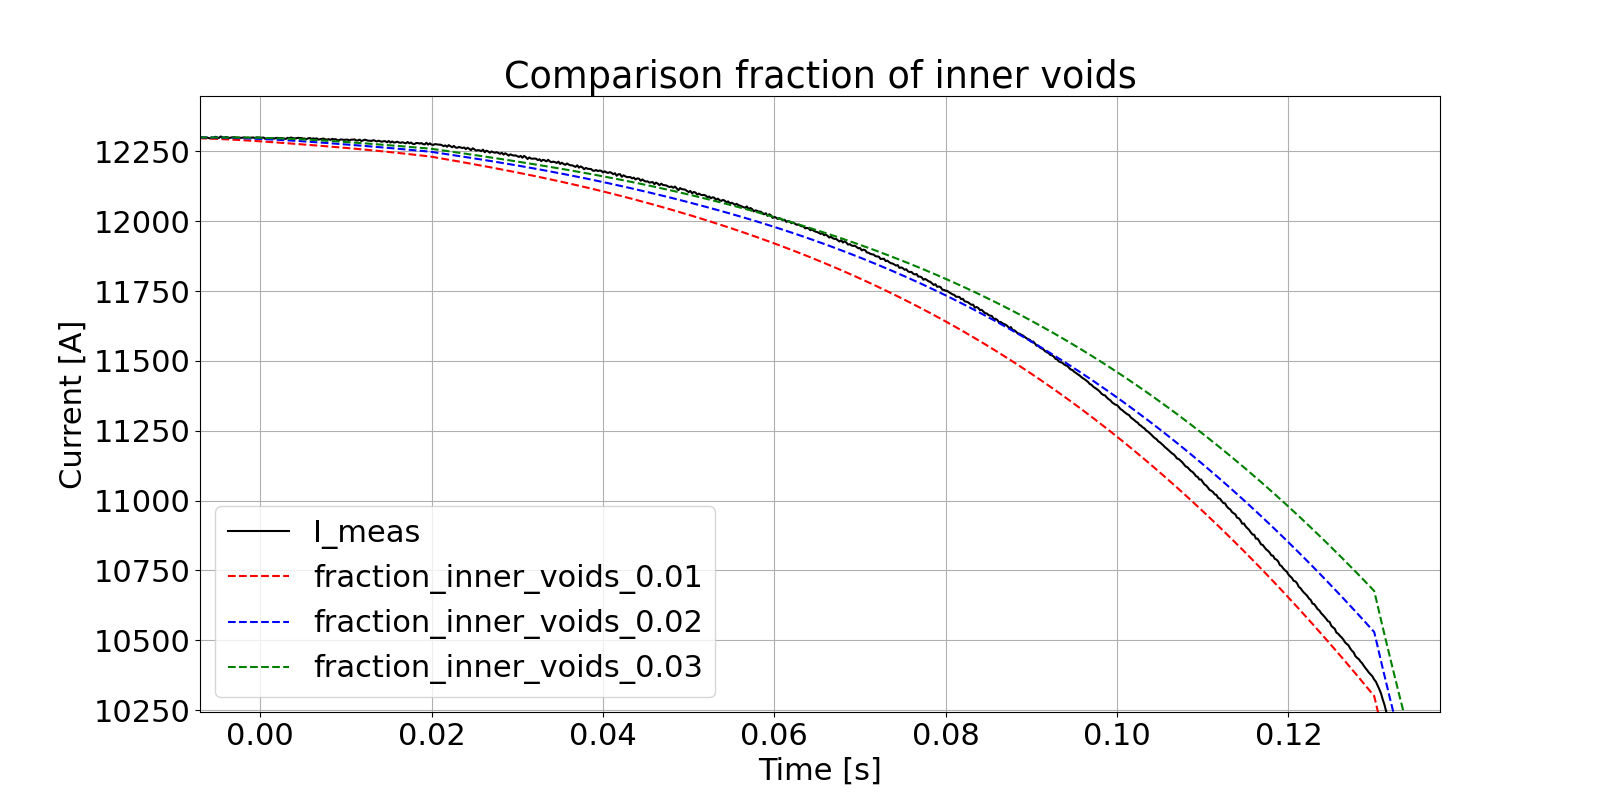 Comparison fraction of inner voids
Current [A]
12250
12000
11750
11500
11250
11000
10750
10500
10250
I_meas
fraction_inner_voids_0.01
fraction_inner_voids_0.02
fraction_inner_voids_0.03
0.00 0.02 0.04 0.06 0.08 0.10 0.12
Time [s]